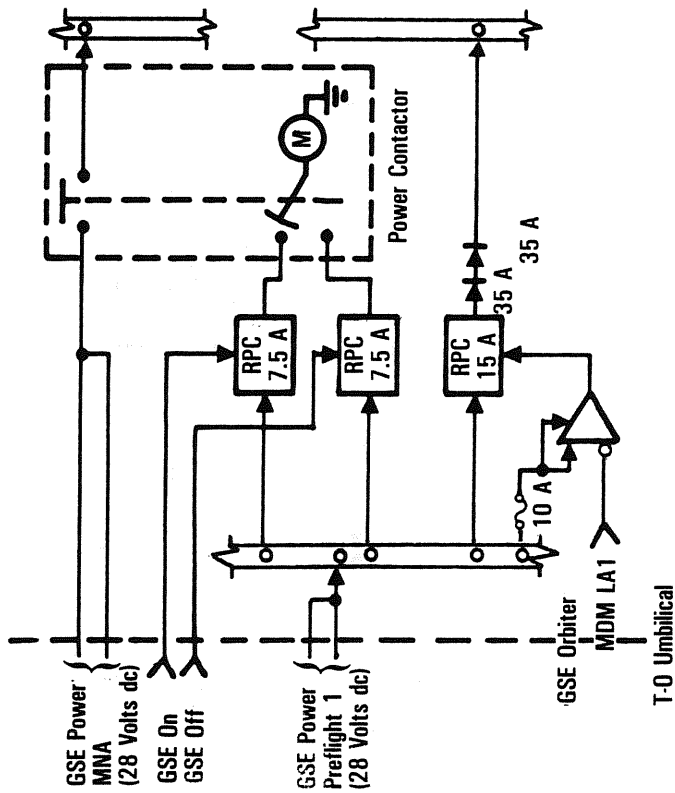 GSE Power
MNA
(28 Volts dc)
GSE On
GSE Off
GSE Power
Preflight 1
(28 Volts dc)
GSE Orbiter
MDM LA1
T-O Umbilical
10 A
RPC
7.5 A
RPC
7.5 A
RPC
15 A
35 A
35 A
M
Power Contactor